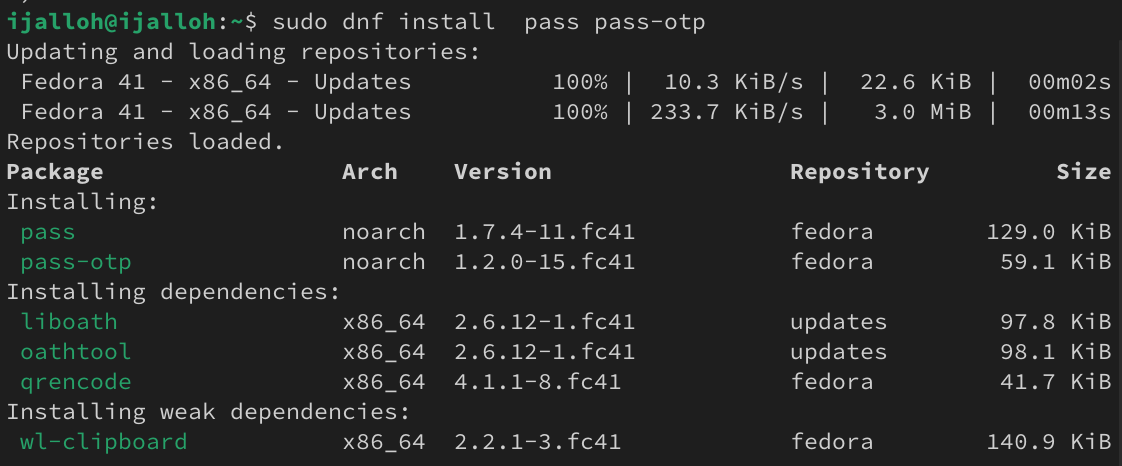 ijalloh@ijalloh:~$ sudo dnf install  pass pass-otp
Updating and loading repositories:
 Fedora 41 - x86_64 - Updates          100% |  10.3 KiB/s |  22.6 KiB |  00m02s
 Fedora 41 - x86_64 - Updates          100% | 233.7 KiB/s |   3.0 MiB |  00m13s
Repositories loaded.
Package                 Arch    Version                 Repository         Size
Installing:
 pass                   noarch  1.7.4-11.fc41           fedora        129.0 KiB
 pass-otp               noarch  1.2.0-15.fc41           fedora         59.1 KiB
Installing dependencies:
 liboath                x86_64  2.6.12-1.fc41           updates        97.8 KiB
 oathtool               x86_64  2.6.12-1.fc41           updates        98.1 KiB
 qrencode               x86_64  4.1.1-8.fc41            fedora         41.7 KiB
Installing weak dependencies:
 wl-clipboard           x86_64  2.2.1-3.fc41            fedora        140.9 KiB